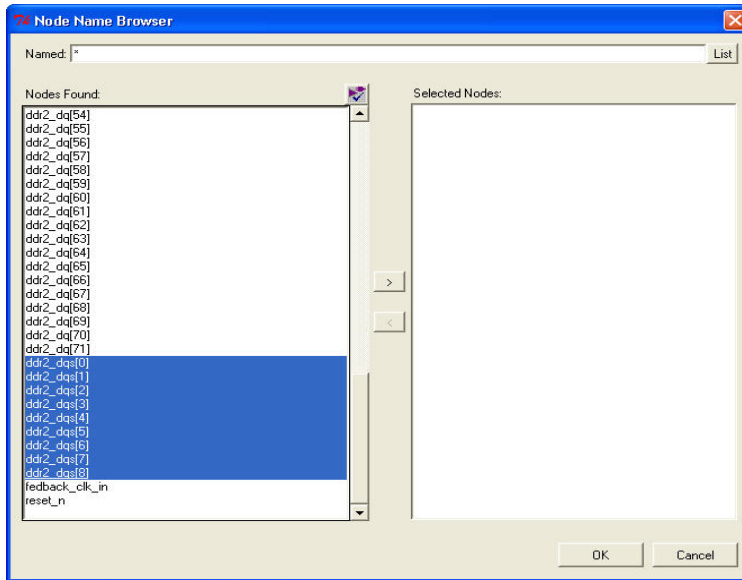 Node Name Browser
Named: *
List
Nodes Found:
Selected Nodes:
ddr2_dq[54]
ddr2_dq[55]
ddr2_dq[56]
ddr2_dq[57]
ddr2_dq[58]
ddr2_dq[59]
ddr2_dq[60]
ddr2_dq[61]
ddr2_dq[62]
ddr2_dq[63]
ddr2_dq[64]
ddr2_dq[65]
ddr2_dq[66]
ddr2_dq[67]
ddr2_dq[68]
ddr2_dq[69]
ddr2_dq[70]
ddr2_dq[71]
ddr2_dqs[0]
ddr2_dqs[1]
ddr2_dqs[2]
ddr2_dqs[3]
ddr2_dqs[4]
ddr2_dqs[5]
ddr2_dqs[6]
ddr2_dqs[7]
ddr2_dqs[8]
fedback_clk_in
reset_n
>
<
OK
Cancel